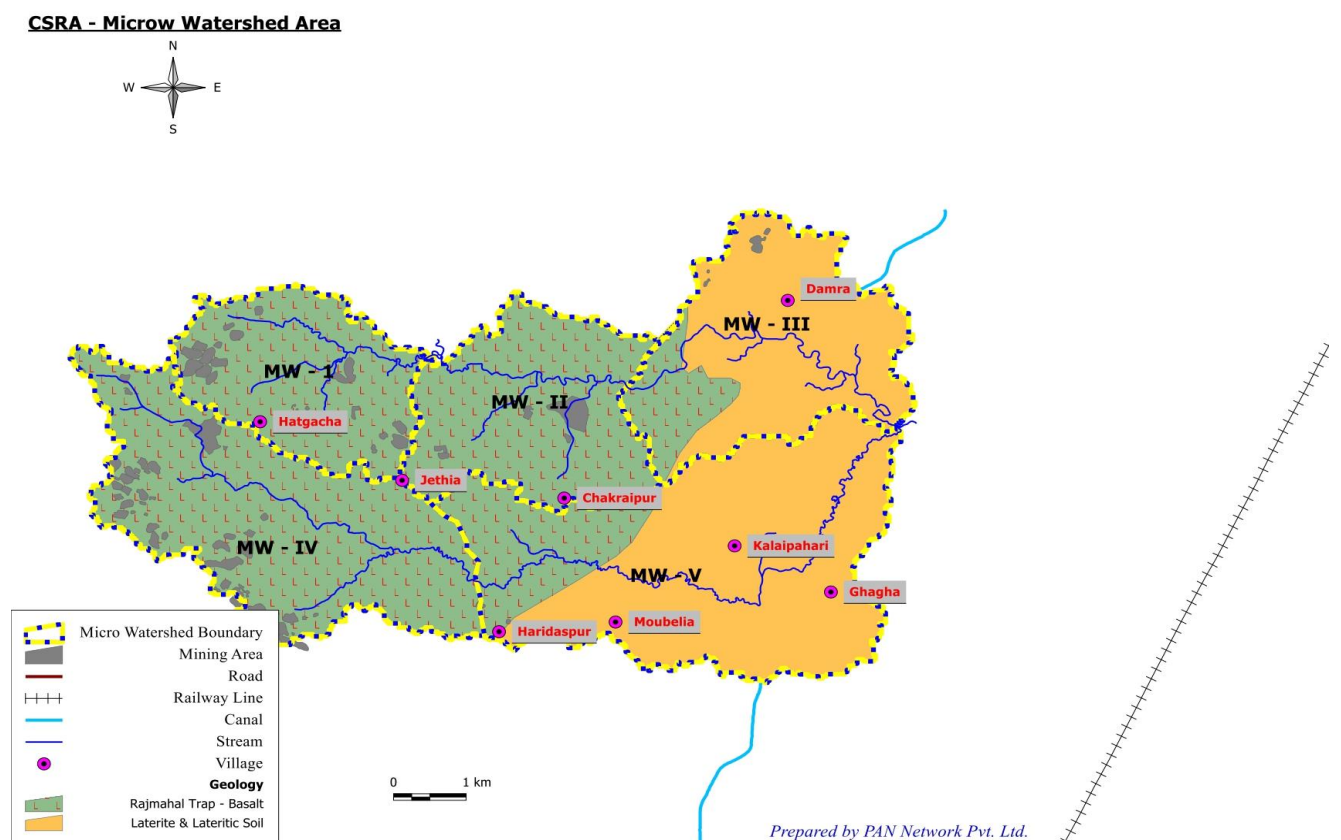 CSRA - Microw Watershed Area
N
W
E
S
Damra
MW - III
MW - 1
MW - II
Hatgacha
Jethia
Chakraipur
Kalaipahari
MW - IV
MW - V
Ghagha
Moubelia
Haridaspur
Micro Watershed Boundary
Mining Area
Road
Railway Line
Canal
Stream
Village
Geology
Rajmahal Trap - Basalt
Laterite & Lateritic Soil
0 1 km
Prepared by PAN Network Pvt. Ltd.